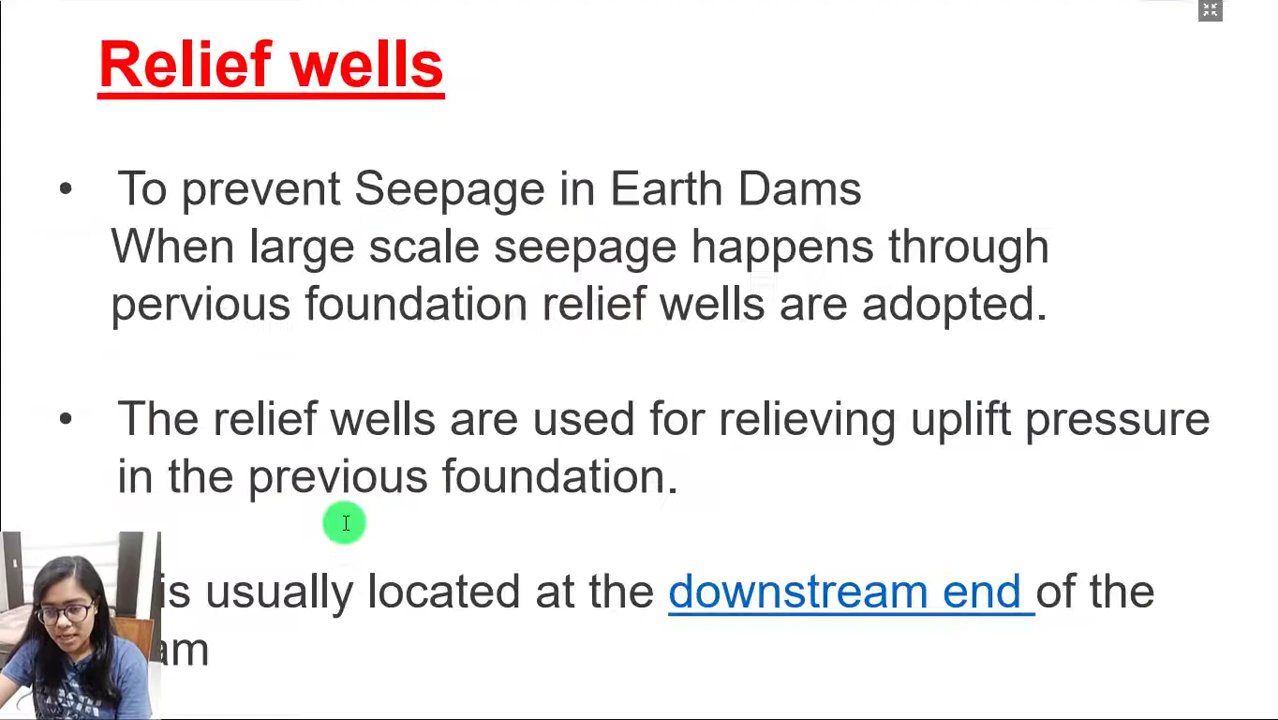 Relief wells
• To prevent Seepage in Earth Dams
When large scale seepage happens through
pervious foundation relief wells are adopted.
• The relief wells are used for relieving uplift pressure
in the previous foundation.
is usually located at the downstream end of the
am